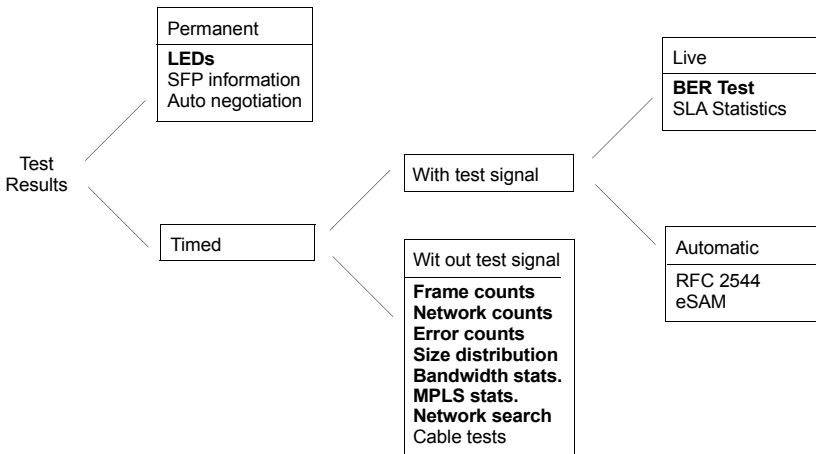 Test
Results
Permanent
LEDs
SFP information
Auto negotiation
Timed
With test signal
Wit out test signal
Frame counts
Network counts
Error counts
Size distribution
Bandwidth stats.
MPLS stats.
Network search
Cable tests
Live
BER Test
SLA Statistics
Automatic
RFC 2544
eSAM